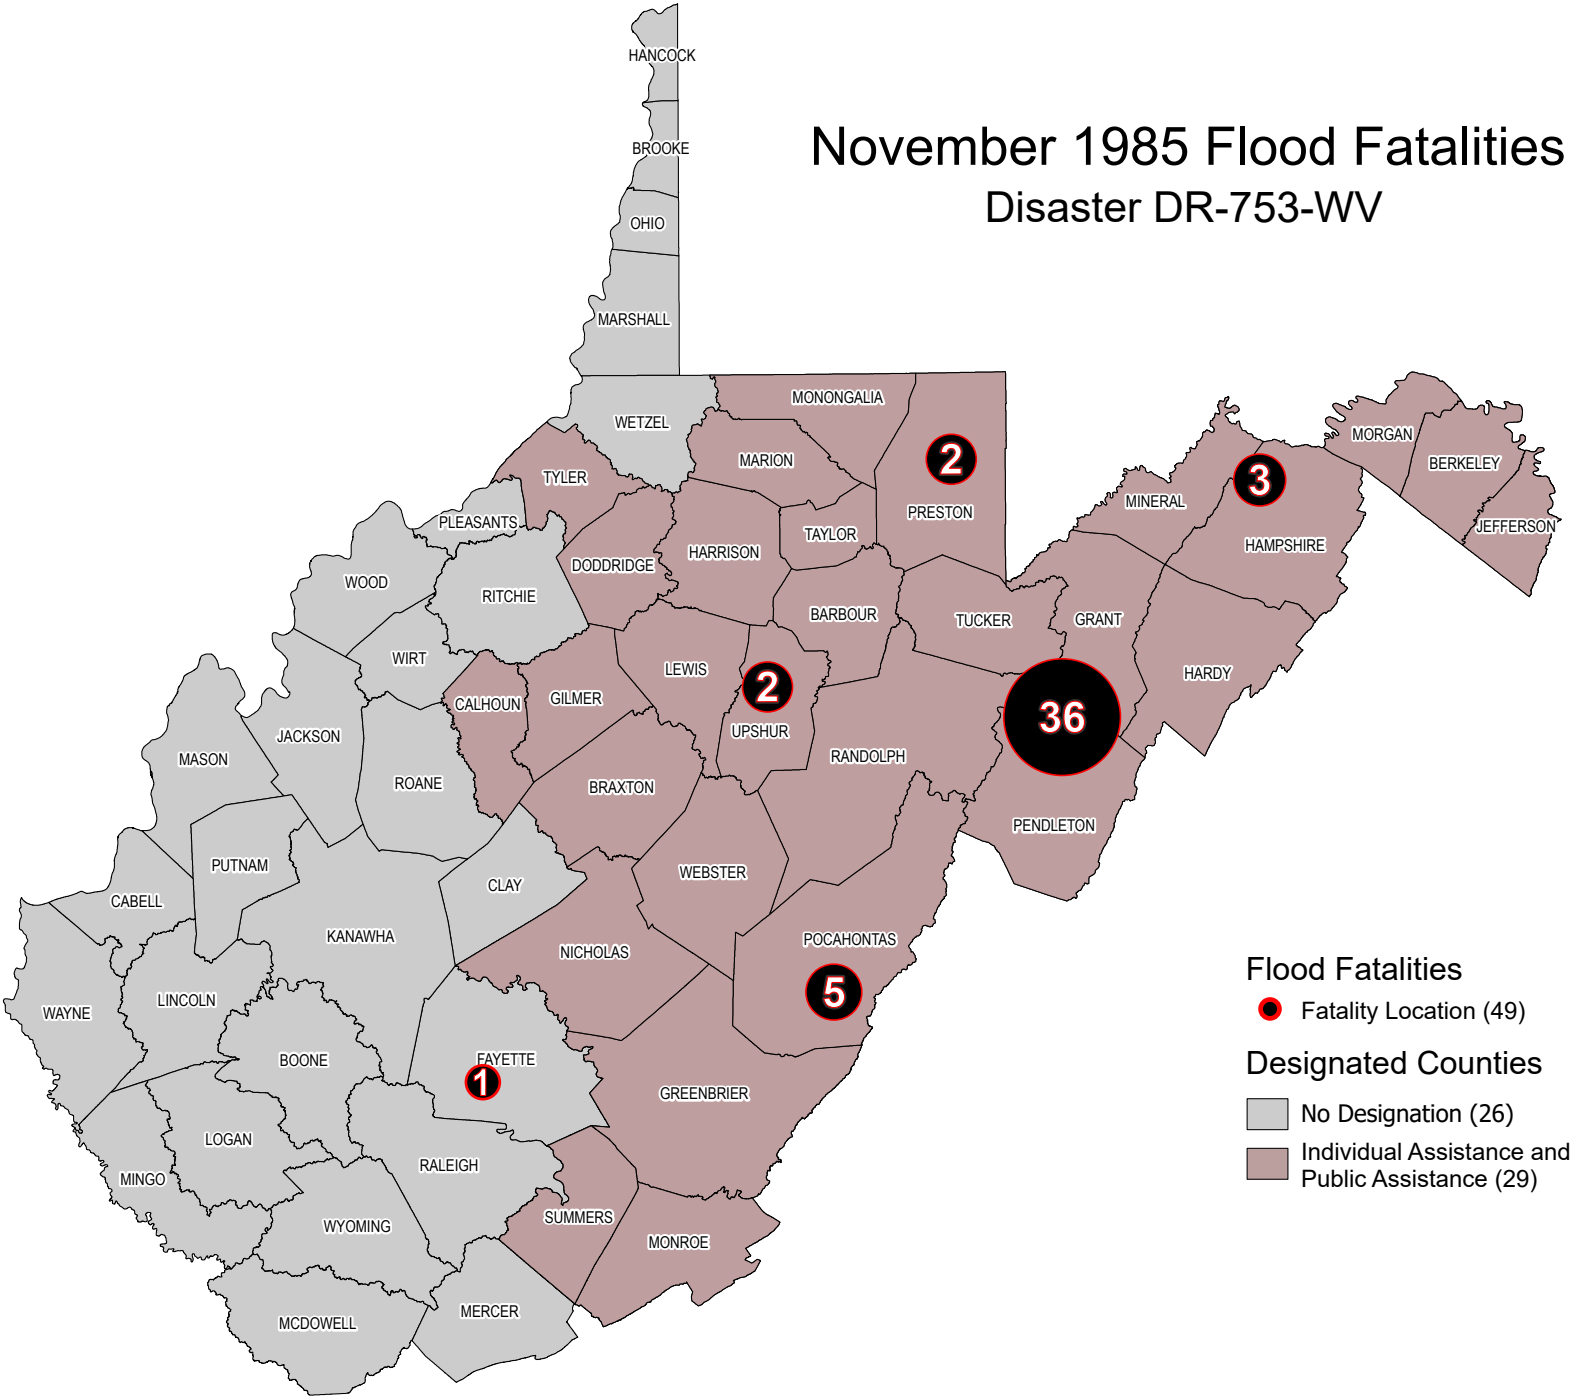 HANCOCK
November 1985 Flood Fatalities
BROOKE
Disaster DR-753-WV
OHIO
MARSHALL
WETZEL
MONONGALIA
MORGAN
MARION
2
BERKELEY
TYLER
3
MINERAL
PRESTON
PLEASANTS
JEFFERSON
TAYLOR
HARRISON
HAMPSHIRE
DODDRIDGE
WOOD
RITCHIE
BARBOUR
TUCKER
GRANT
WIRT
LEWIS
HARDY
2
GILMER
CALHOUN
36
UPSHUR
JACKSON
RANDOLPH
MASON
ROANE
BRAXTON
PENDLETON
PUTNAM
WEBSTER
CLAY
CABELL
KANAWHA
POCAHONTAS
NICHOLAS
5
LINCOLN
WAYNE
BOONE
FAYETTE
1
GREENBRIER
LOGAN
RALEIGH
MINGO
SUMMERS
WYOMING
MONROE
MERCER
MCDOWELL
Flood Fatalities
Fatality Location (49)
Designated Counties
No Designation (26)
Individual Assistance and
Public Assistance (29)